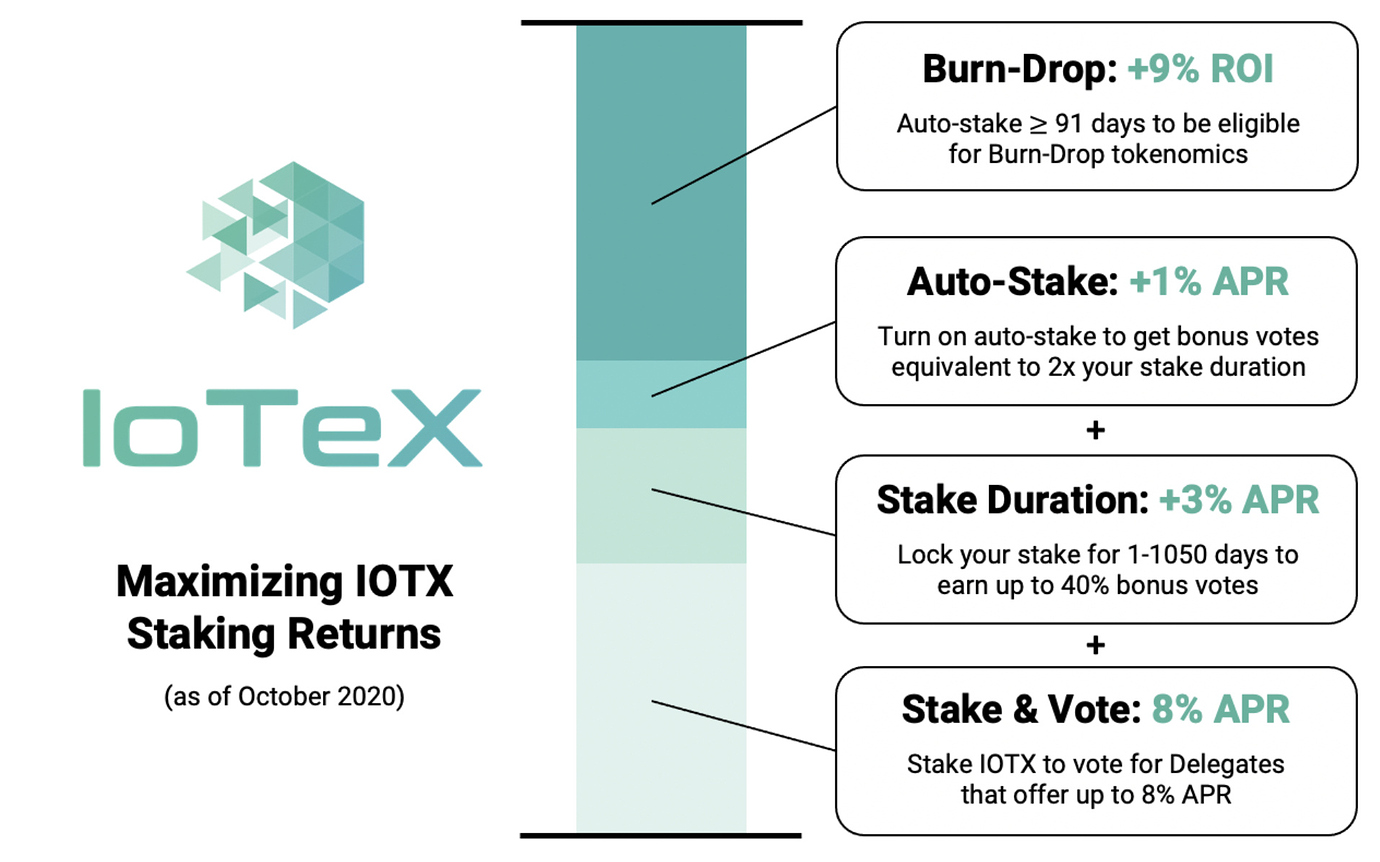 IoTeX
Maximizing IOTX
Staking Returns
(as of October 2020)
Burn-Drop: +9% ROI
Auto-stake ≥ 91 days to be eligible
for Burn-Drop tokenomics
Auto-Stake: +1% APR
Turn on auto-stake to get bonus votes
equivalent to 2x your stake duration
+
Stake Duration: +3% APR
Lock your stake for 1-1050 days to
earn up to 40% bonus votes
+
Stake & Vote: 8% APR
Stake IOTX to vote for Delegates
that offer up to 8% APR